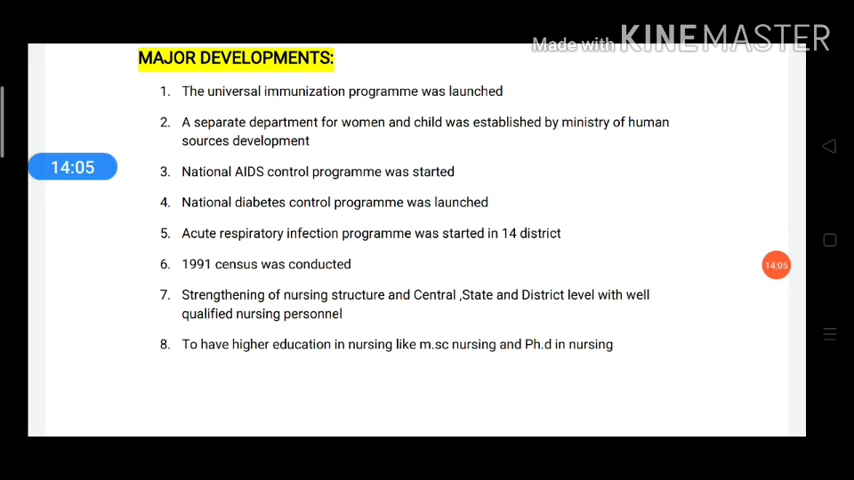 Made with KINEMASTER
MAJOR DEVELOPMENTS:
1. The universal immunization programme was launched
2. A separate department for women and child was established by ministry of human
sources development
14:05
3. National AIDS control programme was started
4. National diabetes control programme was launched
5. Acute respiratory infection programme was started in 14 district
6. 1991 census was conducted
14:05
7. Strengthening of nursing structure and Central ,State and District level with well
qualified nursing personnel
8. To have higher education in nursing like m.sc nursing and Ph.d in nursing